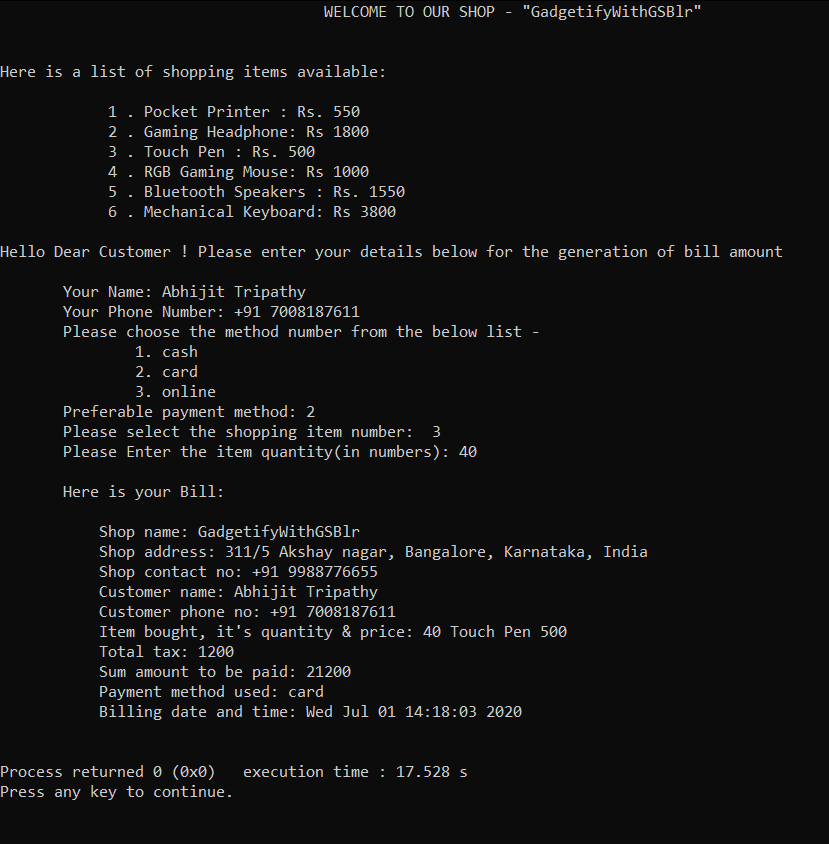 WELCOME TO OUR SHOP - "GadgetifyWithGSBlr"
Here is a list of shopping items available:
1 . Pocket Printer : Rs. 550
2 . Gaming Headphone: Rs 1800
3 . Touch Pen : Rs. 500
4 . RGB Gaming Mouse: Rs 1000
5 . Bluetooth Speakers : Rs. 1550
6 . Mechanical Keyboard: Rs 3800
Hello Dear Customer ! Please enter your details below for the generation of bill amount
Your Name: Abhijit Tripathy
Your Phone Number: +91 7008187611
Please choose the method number from the below list -
1. cash
2. card
3. online
Preferable payment method: 2
Please select the shopping item number:  3
Please Enter the item quantity(in numbers): 40
Here is your Bill:
Shop name: GadgetifyWithGSBlr
Shop address: 311/5 Akshay nagar, Bangalore, Karnataka, India
Shop contact no: +91 9988776655
Customer name: Abhijit Tripathy
Customer phone no: +91 7008187611
Item bought, it's quantity & price: 40 Touch Pen 500
Total tax: 1200
Sum amount to be paid: 21200
Payment method used: card
Billing date and time: Wed Jul 01 14:18:03 2020
Process returned 0 (0x0)   execution time : 17.528 s
Press any key to continue.